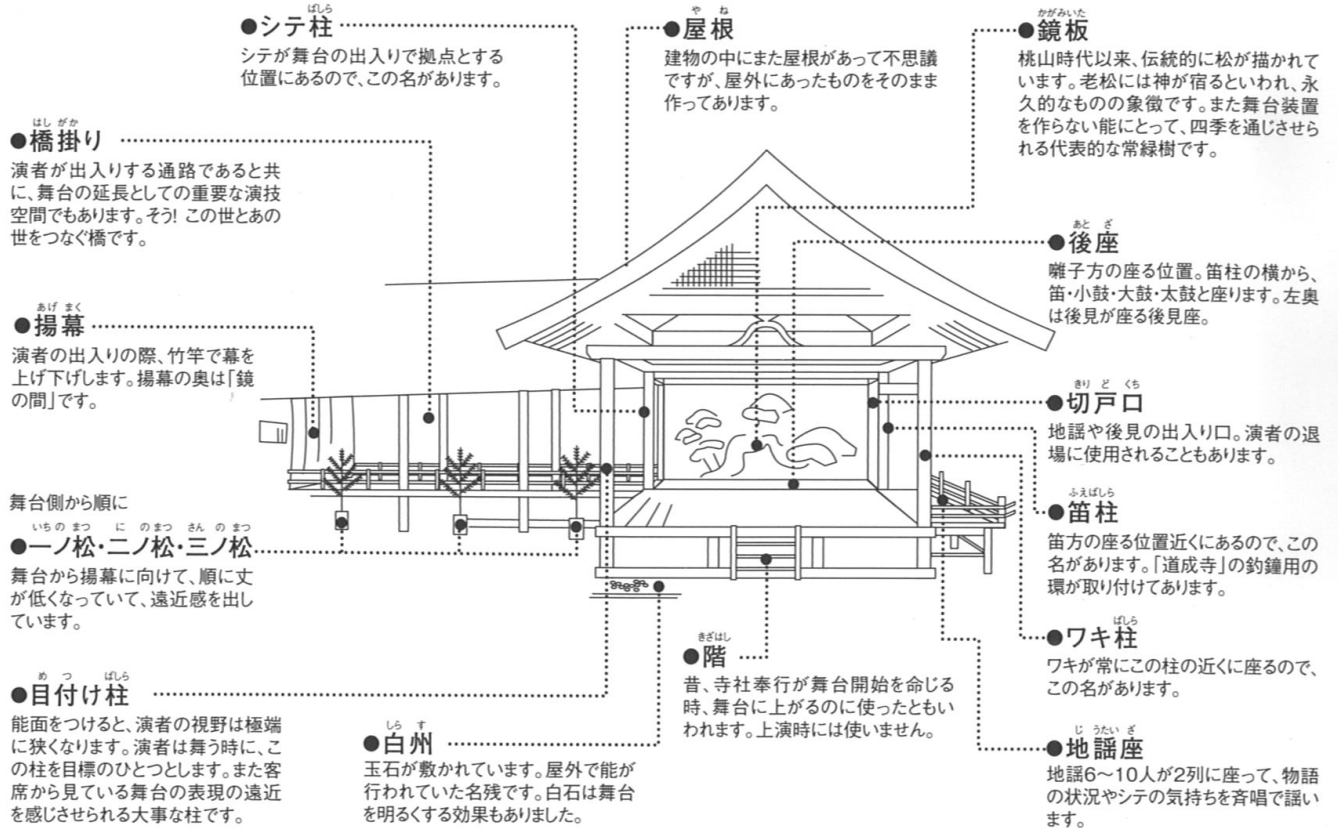 ●シテ柱
シテが舞台の出入りで拠点とする
位置にあるので、この名があります。
●橋掛り
演者が出入りする通路であると共
に、舞台の延長としての重要な演技
空間でもあります。そう! この世とあの
世をつなぐ橋です。
●揚幕
演者の出入りの際、竹竿で幕を
上げ下げします。揚幕の奥は「鏡
の間」です。
舞台側から順に
●一ノ松・二ノ松・三ノ松
舞台から揚幕に向けて、順に丈
が低くなっていて、遠近感を出し
ています。
●目付け柱
能面をつけると、演者の視野は極端
に狭くなります。演者は舞う時に、こ
の柱を目標のひとつとします。また客
席から見ている舞台の表現の遠近
を感じさせられる大事な柱です。
●白州
玉石が敷かれています。屋外で能が
行われていた名残です。白石は舞台
を明るくする効果もありました。
●階
昔、寺社奉行が舞台開始を命じる
時、舞台に上がるのに使ったともい
われます。上演時には使いません。
●屋根
建物の中にまた屋根があって不思議
ですが、屋外にあったものをそのまま
作ってあります。
●鏡板
桃山時代以来、伝統的に松が描かれて
います。老松には神が宿るといわれ、永
久的なものの象徴です。また舞台装置
を作らない能にとって、四季を通じさせら
れる代表的な常緑樹です。
●後座
囃子方の座る位置。笛柱の横から、
笛・小鼓・大鼓・太鼓と座ります。左奥
は後見が座る後見座。
●切戸口
地謡や後見の出入り口。演者の退
場に使用されることもあります。
●笛柱
笛方の座る位置近くにあるので、この
名があります。「道成寺」の釣鐘用の
環が取り付けてあります。
●ワキ柱
ワキが常にこの柱の近くに座るので、
この名があります。
●地謡座
地謡6〜10人が2列に座って、物語
の状況やシテの気持ちを斉唱で謡い
ます。